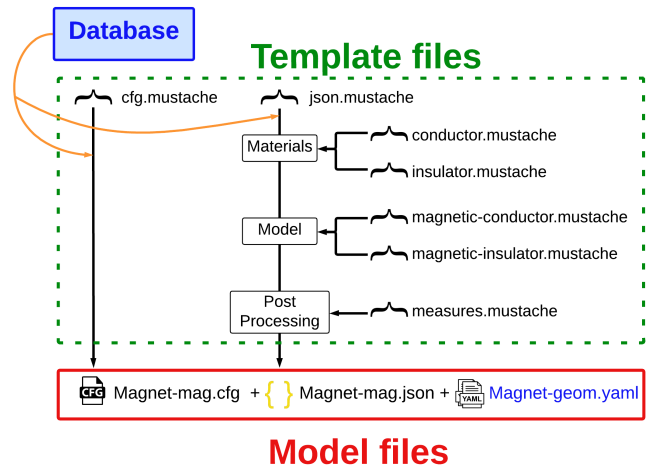 Database
Template files
cfg.mustache
json.mustache
Materials
conductor.mustache
insulator.mustache
Model
magnetic-conductor.mustache
magnetic-insulator.mustache
Post
Processing
measures.mustache
CFG Magnet-mag.cfg + { } Magnet-mag.json + YAML Magnet-geom.yaml
Model files